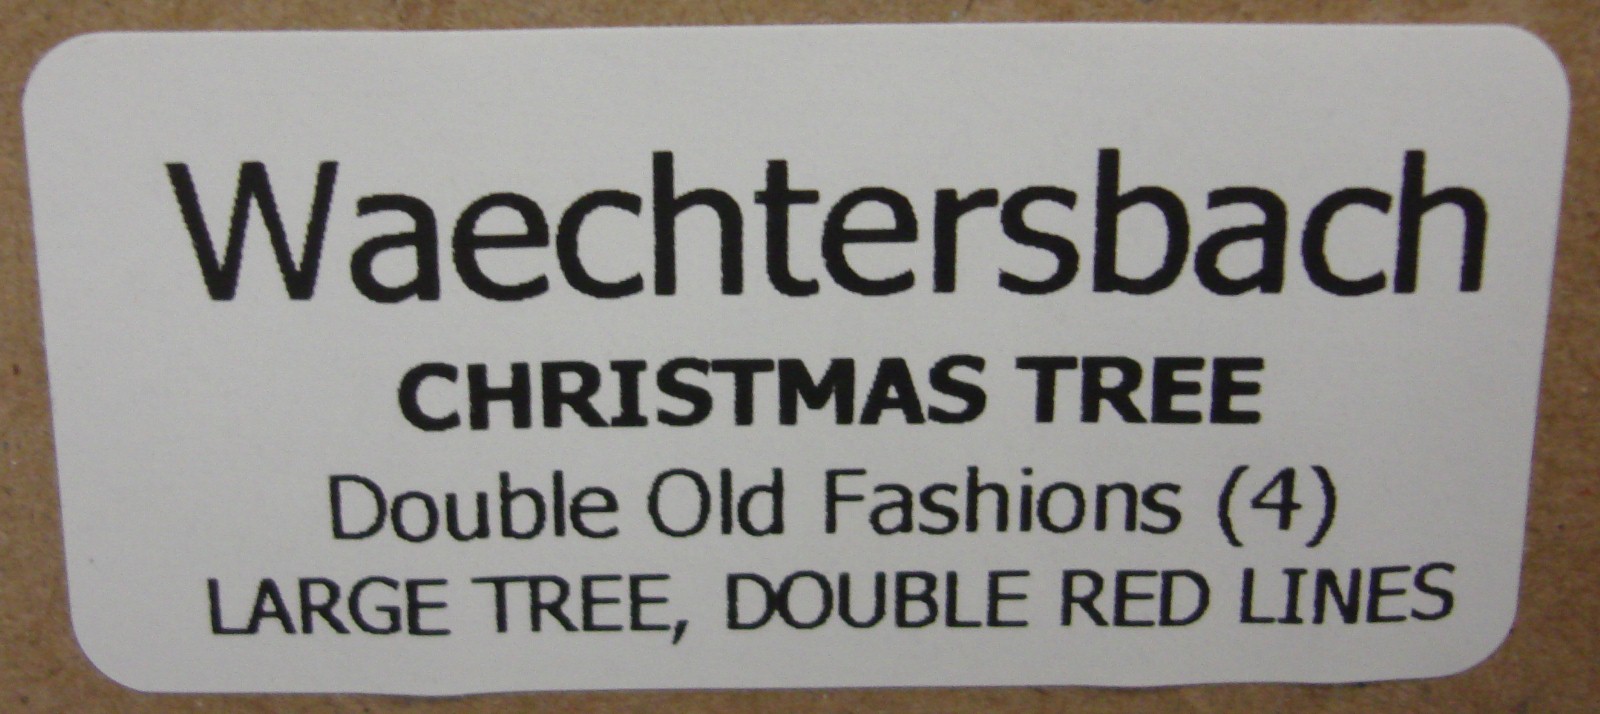 Waechtersbach
CHRISTMAS TREE
Double Old Fashions (4)
LARGE TREE, DOUBLE RED LINES